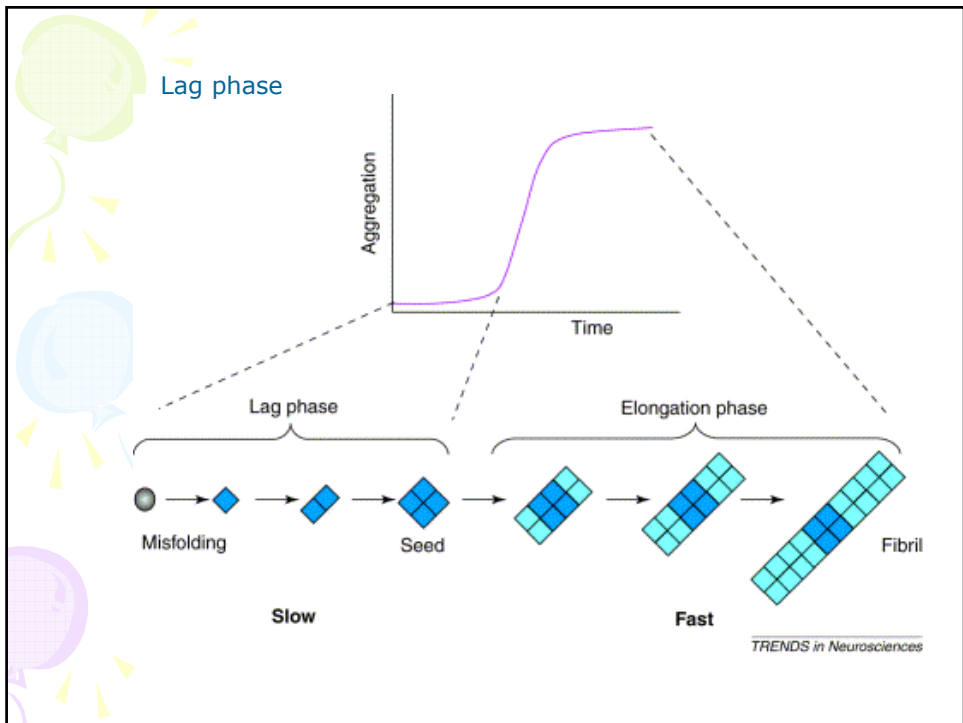 Lag phase
Aggregation
Time
Lag phase
Elongation phase
Misfolding
Seed
Fibril
Slow
Fast
TRENDS in Neurosciences